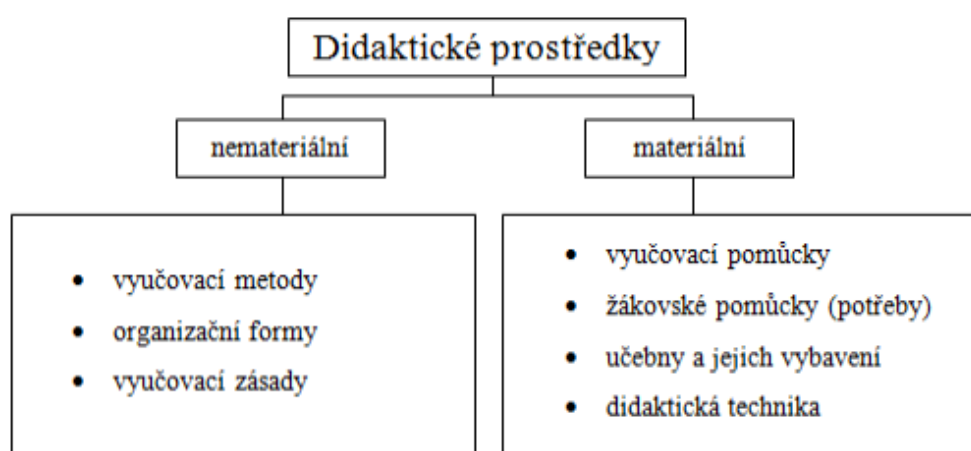 Didaktické prostředky
nemateriální
materiální
• vyučovací metody
• organizační formy
• vyučovací zásady
• vyučovací pomůcky
• žákovské pomůcky (potřeby)
• učebny a jejich vybavení
• didaktická technika